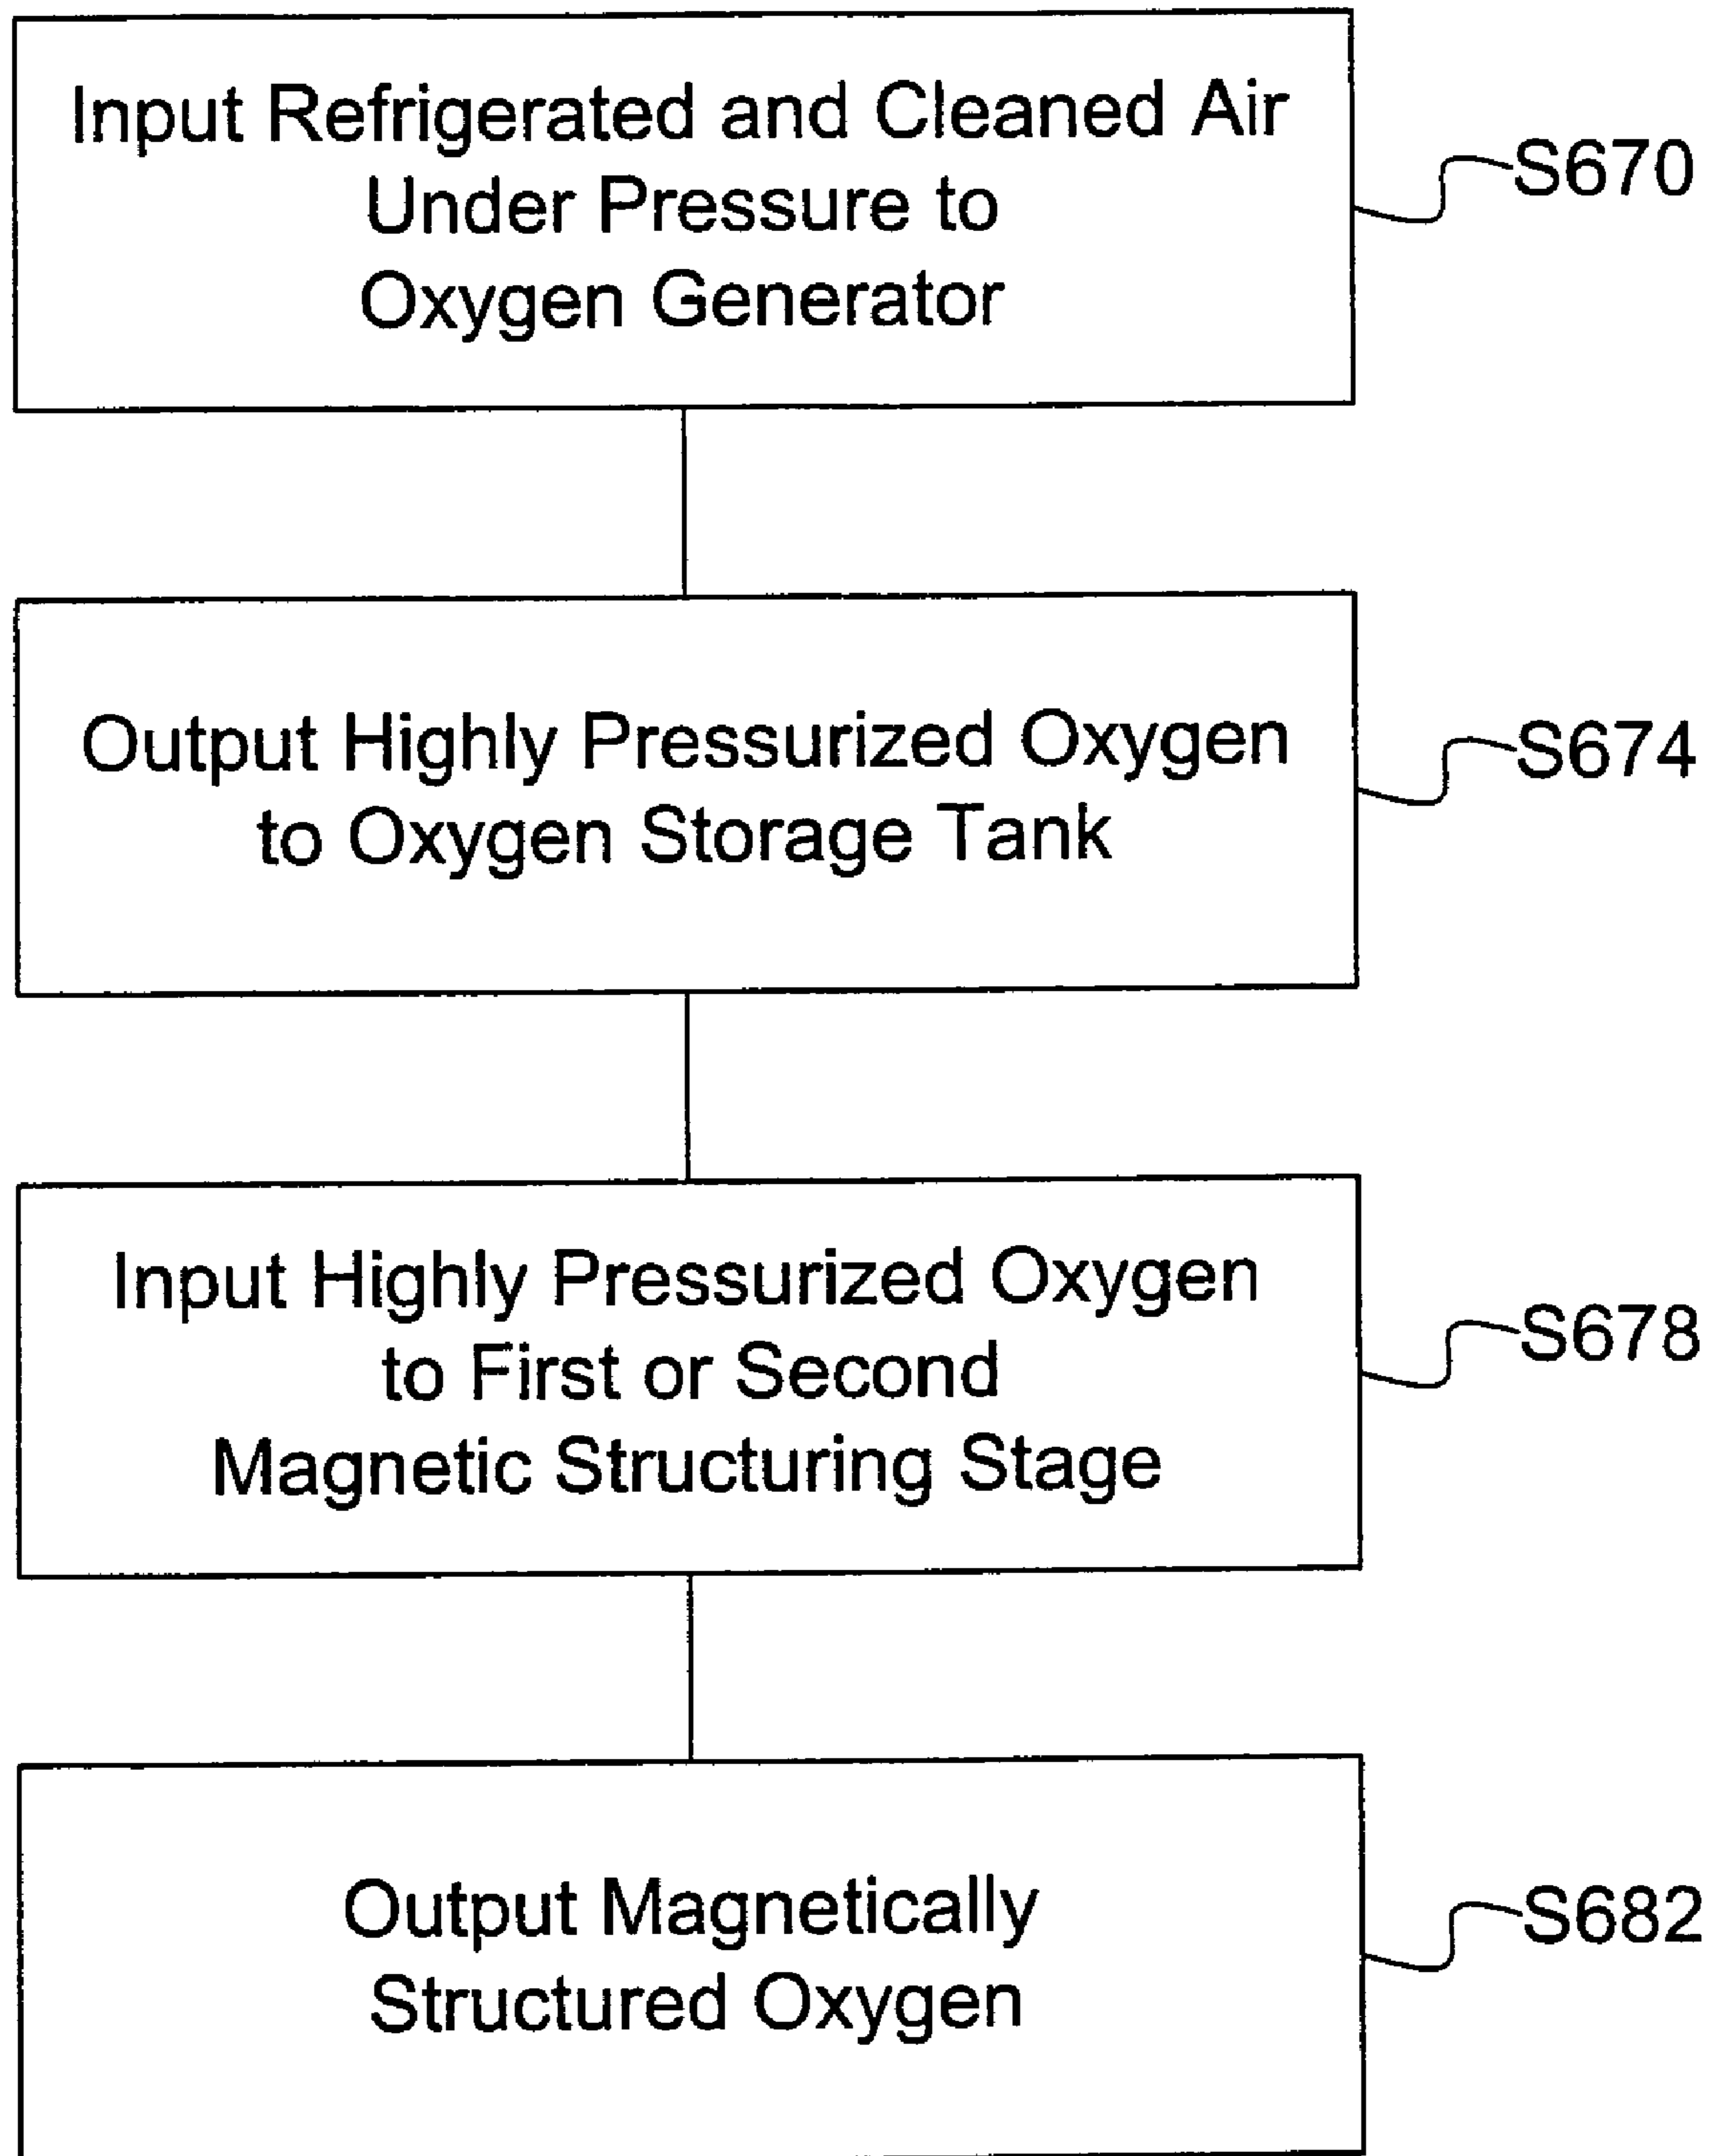 Input Refrigerated and Cleaned Air
Under Pressure to
Oxygen Generator
S670
Output Highly Pressurized Oxygen
to Oxygen Storage Tank
S674
Input Highly Pressurized Oxygen
to First or Second
Magnetic Structuring Stage
S678
Output Magnetically
Structured Oxygen
S682